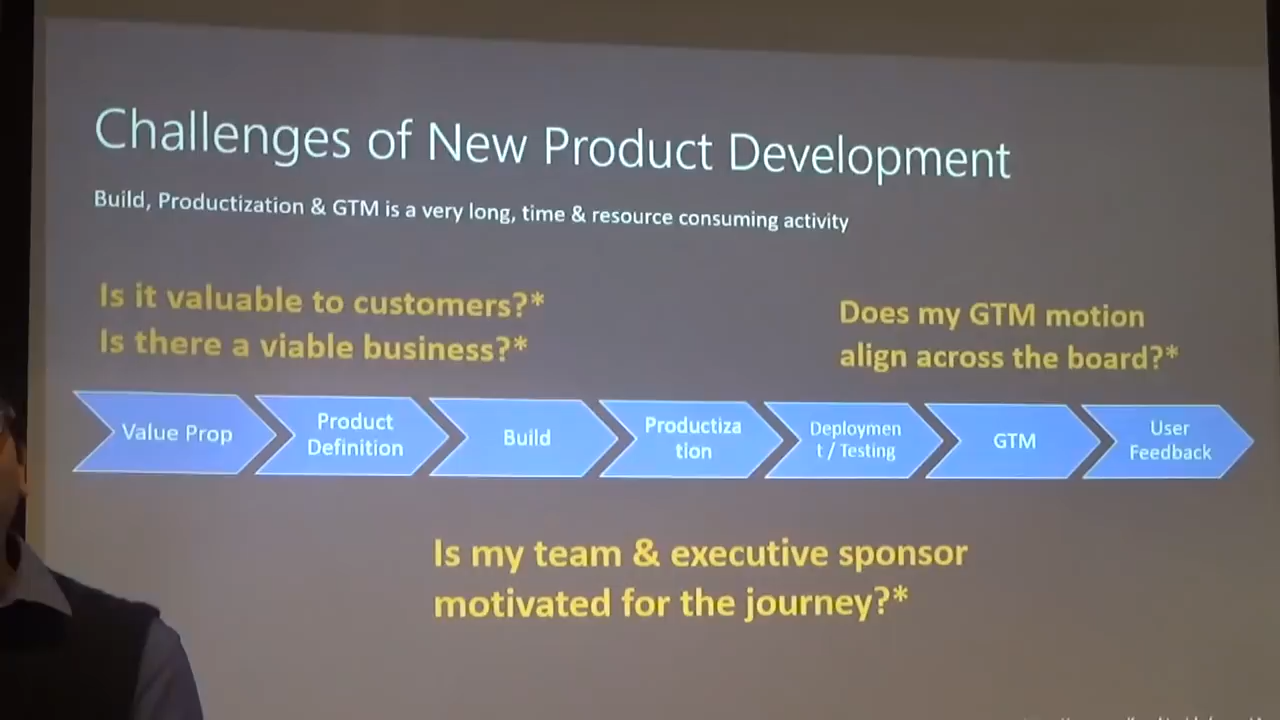 Challenges of New Product Development
Build, Productization & GTM is a very long, time & resource consuming activity
Is it valuable to customers?*
Is there a viable business?*
Does my GTM motion
align across the board?*
Value Prop
Product
Definition
Build
Productiza
tion
Deploymen
t / Testing
GTM
User
Feedback
Is my team & executive sponsor
motivated for the journey?*